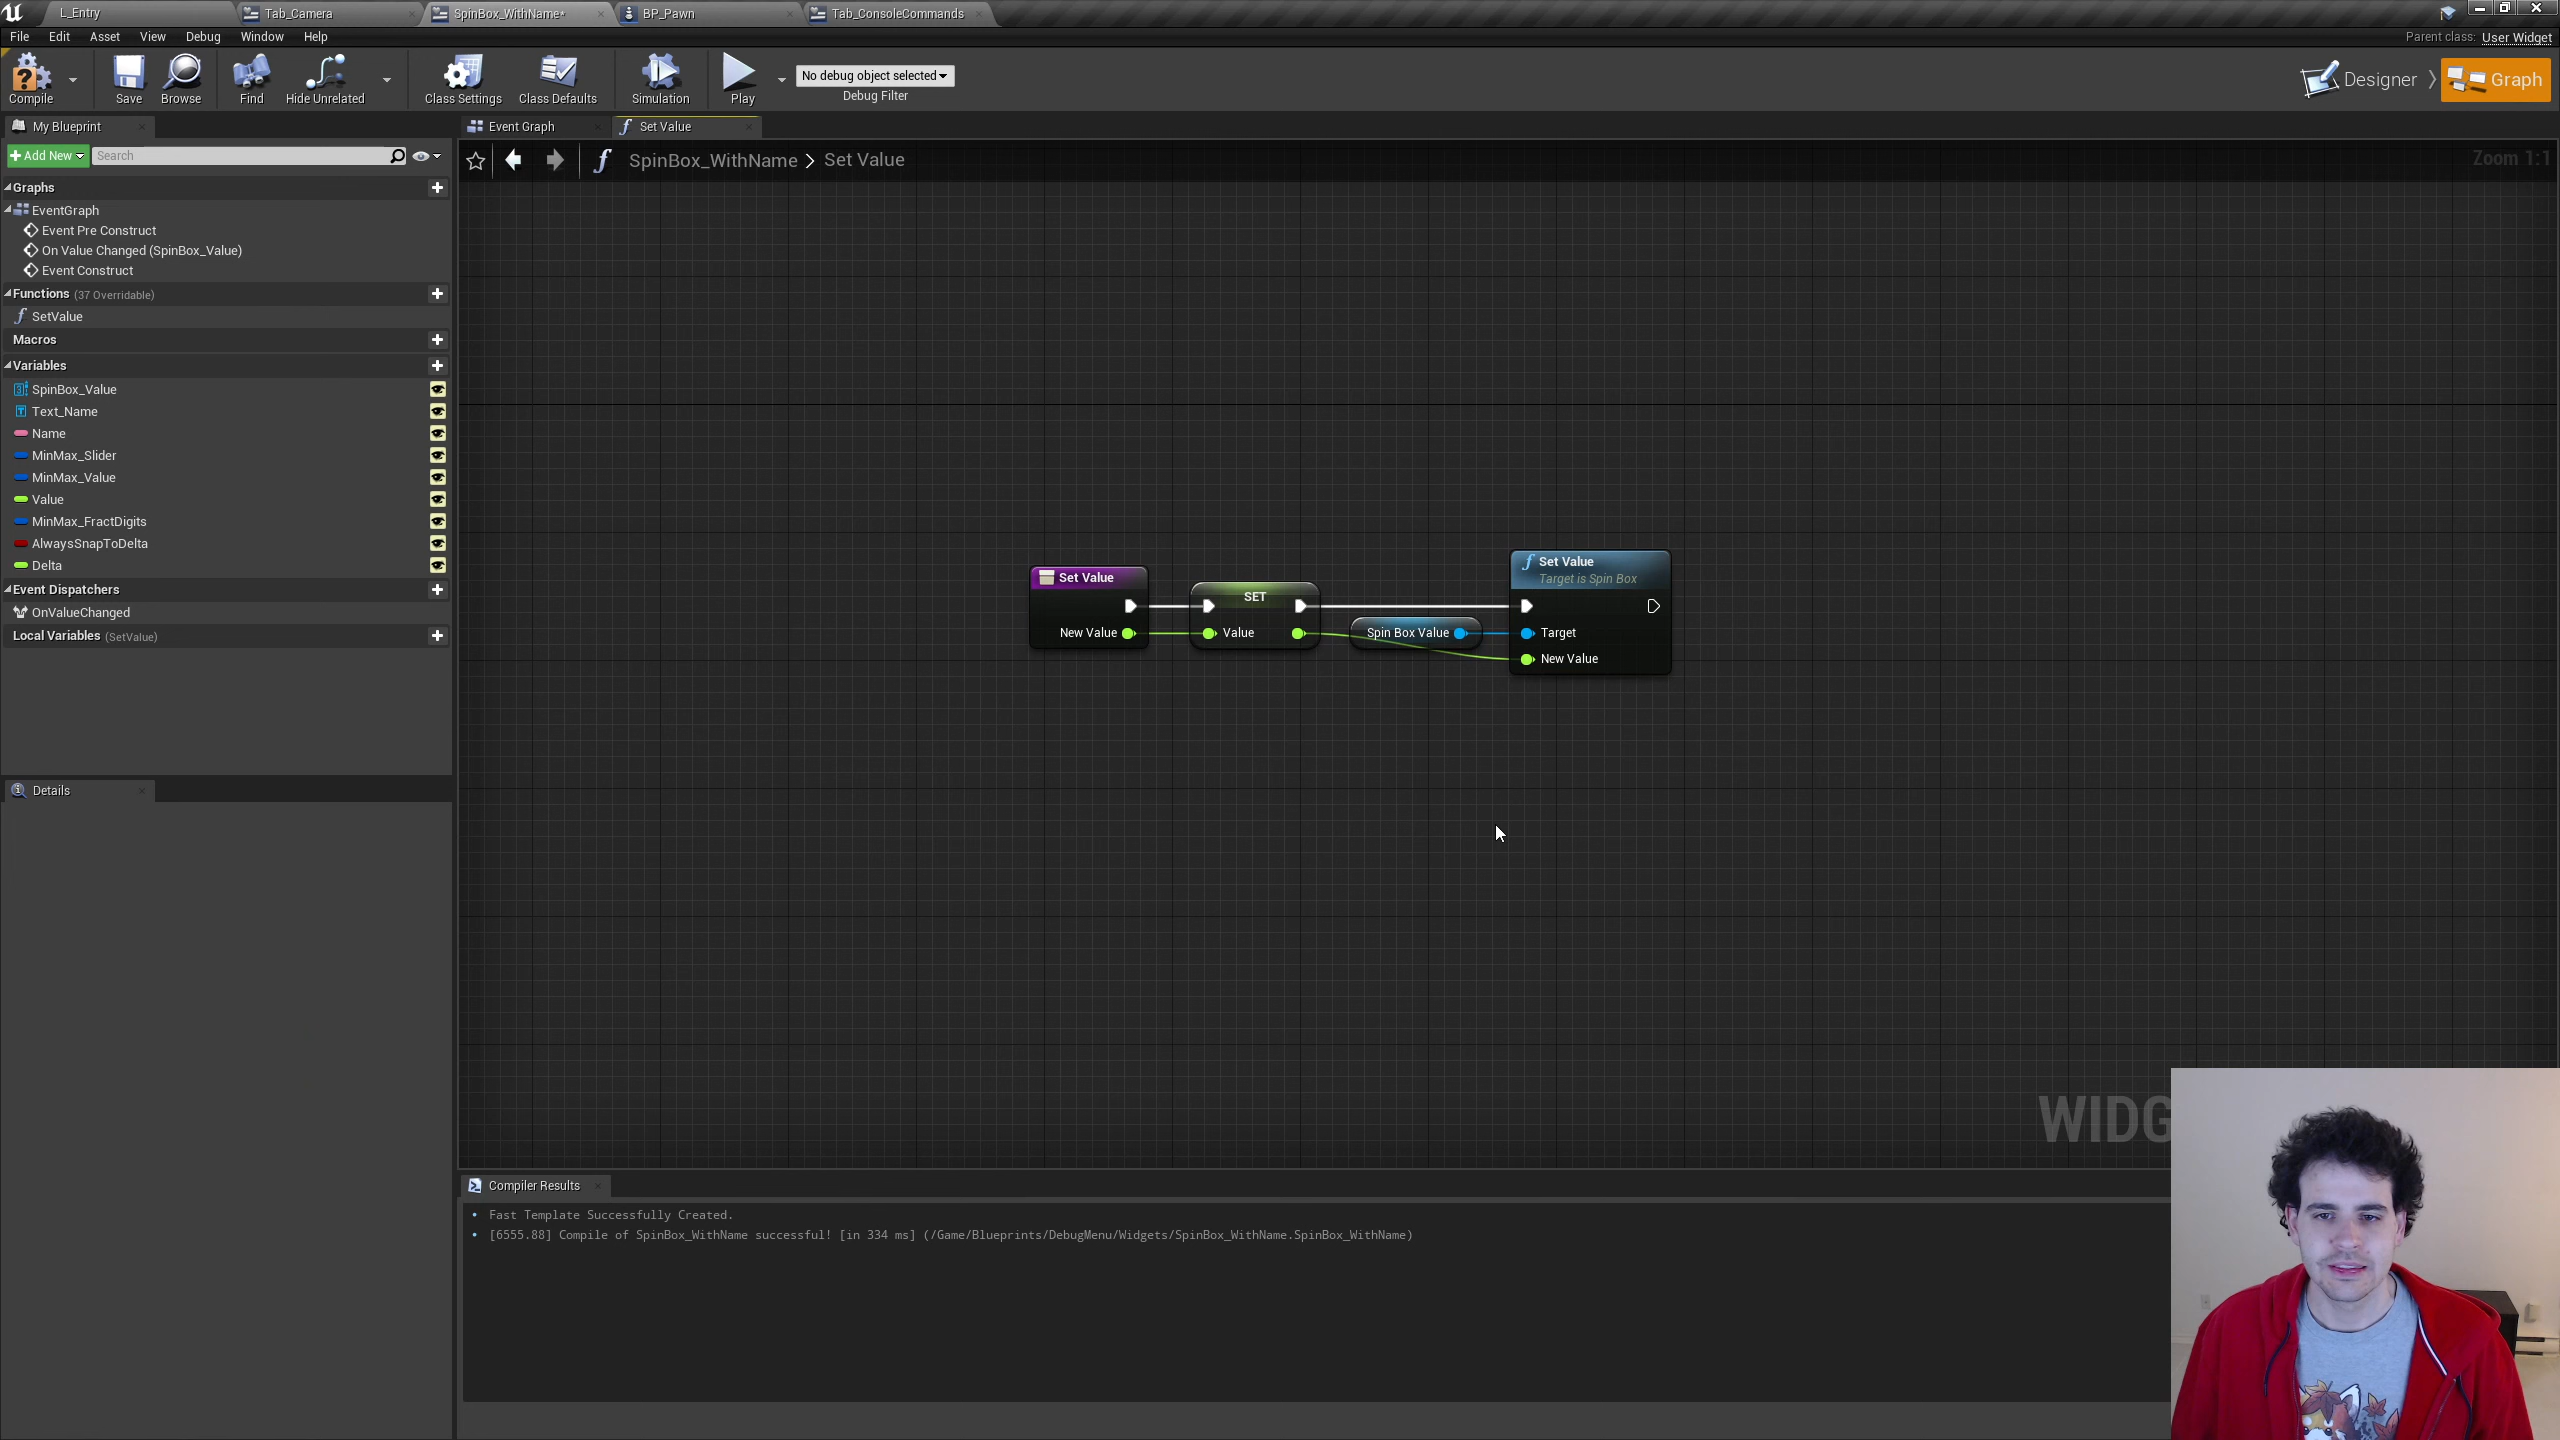 L_Entry
Tab_Camera
SpinBox_WithName*
BP_Pawn
Tab_ConsoleCommands
File Edit Asset View Debug Window Help
Parent class: User Widget
Compile
Save
Browse
Find
Hide Unrelated
Class Settings
Class Defaults
Simulation
Play
No debug object selected
Debug Filter
Designer
Graph
My Blueprint
Event Graph
Set Value
Add New
Search
SpinBox_WithName > Set Value
Zoom 1:1
Graphs
EventGraph
Event Pre Construct
On Value Changed (SpinBox_Value)
Event Construct
Functions (37 Overridable)
SetValue
Macros
Variables
SpinBox_Value
Text_Name
Name
MinMax_Slider
MinMax_Value
Value
MinMax_FractDigits
AlwaysSnapToDelta
Delta
Event Dispatchers
OnValueChanged
Local Variables (SetValue)
Set Value
New Value
SET
Value
Spin Box Value
Set Value
Target is Spin Box
Target
New Value
Details
WIDG
Compiler Results
Fast Template Successfully Created.
[6555.88] Compile of SpinBox_WithName successful! [in 334 ms] (/Game/Blueprints/DebugMenu/Widgets/SpinBox_WithName.SpinBox_WithName)